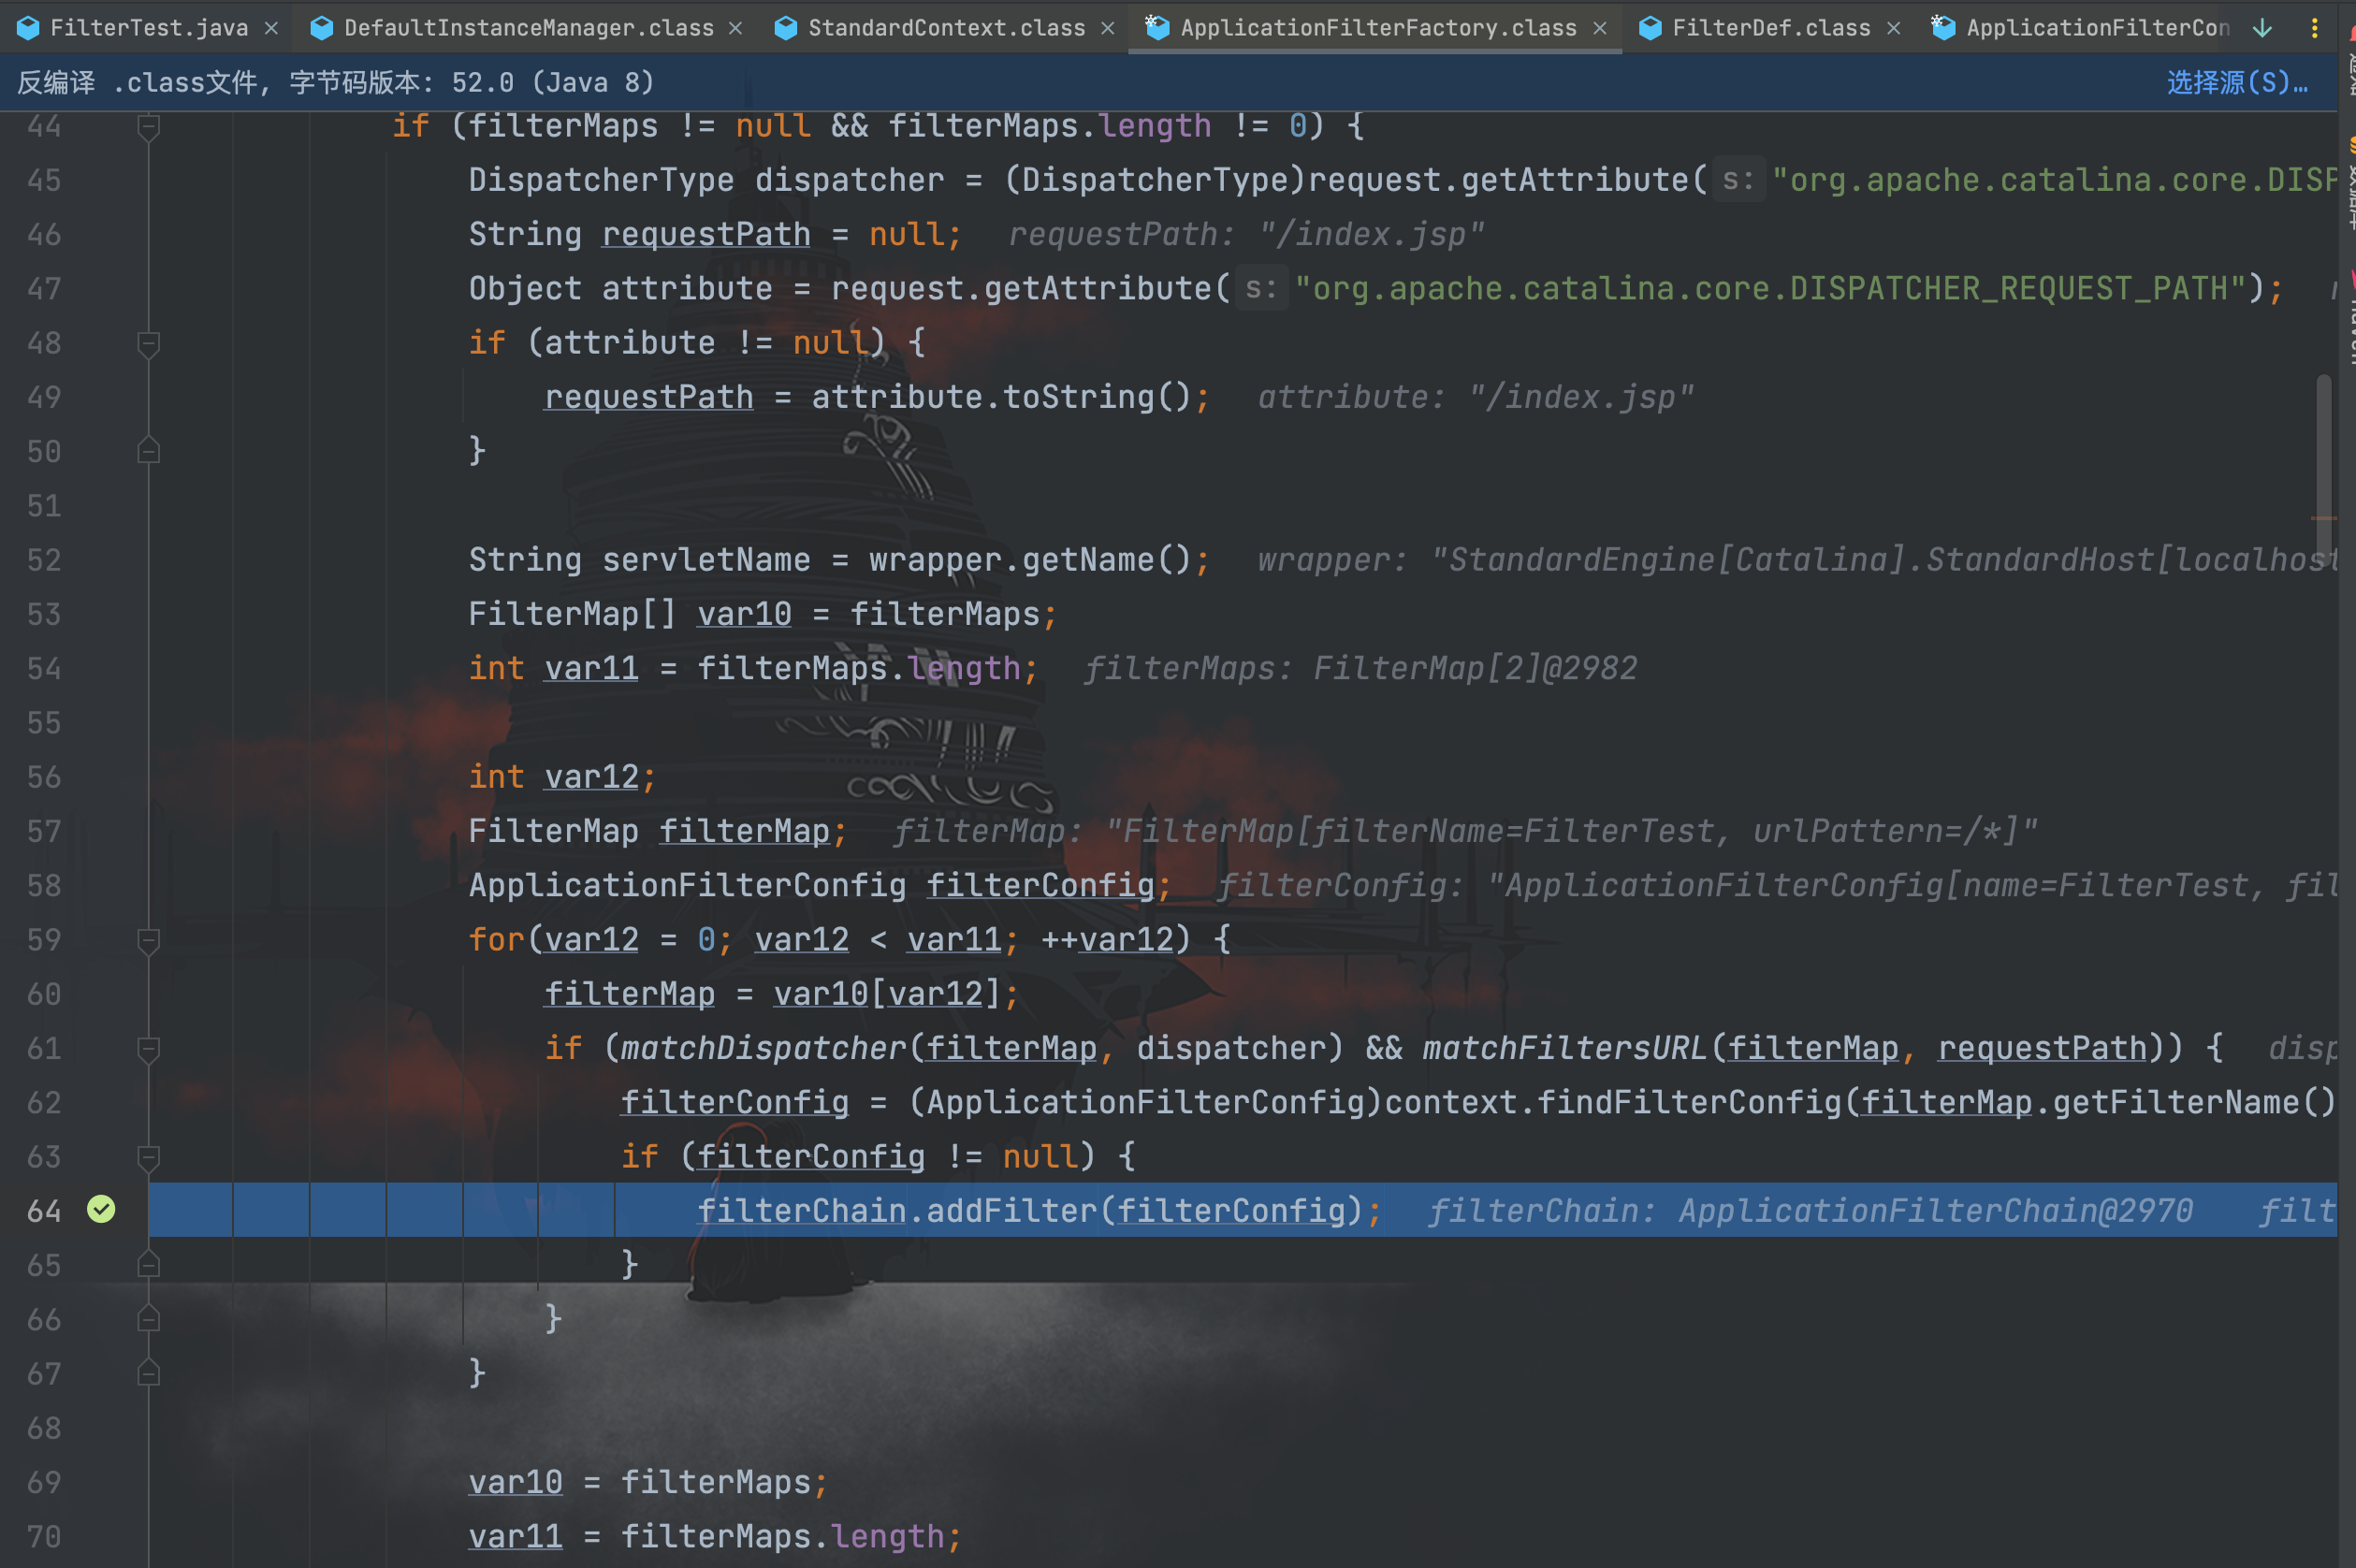 FilterTest.java DefaultInstanceManager.class StandardContext.class ApplicationFilterFactory.class FilterDef.class ApplicationFilterCon
反编译 .class文件, 字节码版本: 52.0 (Java 8) 选择源(S)…
44 if (filterMaps != null && filterMaps.length != 0) {
45 DispatcherType dispatcher = (DispatcherType)request.getAttribute( s: "org.apache.catalina.core.DISP
46 String requestPath = null; requestPath: "/index.jsp"
47 Object attribute = request.getAttribute( s: "org.apache.catalina.core.DISPATCHER_REQUEST_PATH");
48 if (attribute != null) {
49 requestPath = attribute.toString(); attribute: "/index.jsp"
50 }
51
52 String servletName = wrapper.getName(); wrapper: "StandardEngine[Catalina].StandardHost[localhost
53 FilterMap[] var10 = filterMaps;
54 int var11 = filterMaps.length; filterMaps: FilterMap[2]@2982
55
56 int var12;
57 FilterMap filterMap; filterMap: "FilterMap[filterName=FilterTest, urlPattern=/*]"
58 ApplicationFilterConfig filterConfig; filterConfig: "ApplicationFilterConfig[name=FilterTest, fil
59 for(var12 = 0; var12 < var11; ++var12) {
60 filterMap = var10[var12];
61 if (matchDispatcher(filterMap, dispatcher) && matchFiltersURL(filterMap, requestPath)) { disp
62 filterConfig = (ApplicationFilterConfig)context.findFilterConfig(filterMap.getFilterName()
63 if (filterConfig != null) {
64 filterChain.addFilter(filterConfig); filterChain: ApplicationFilterChain@2970 filt
65 }
66 }
67 }
68
69 var10 = filterMaps;
70 var11 = filterMaps.length;